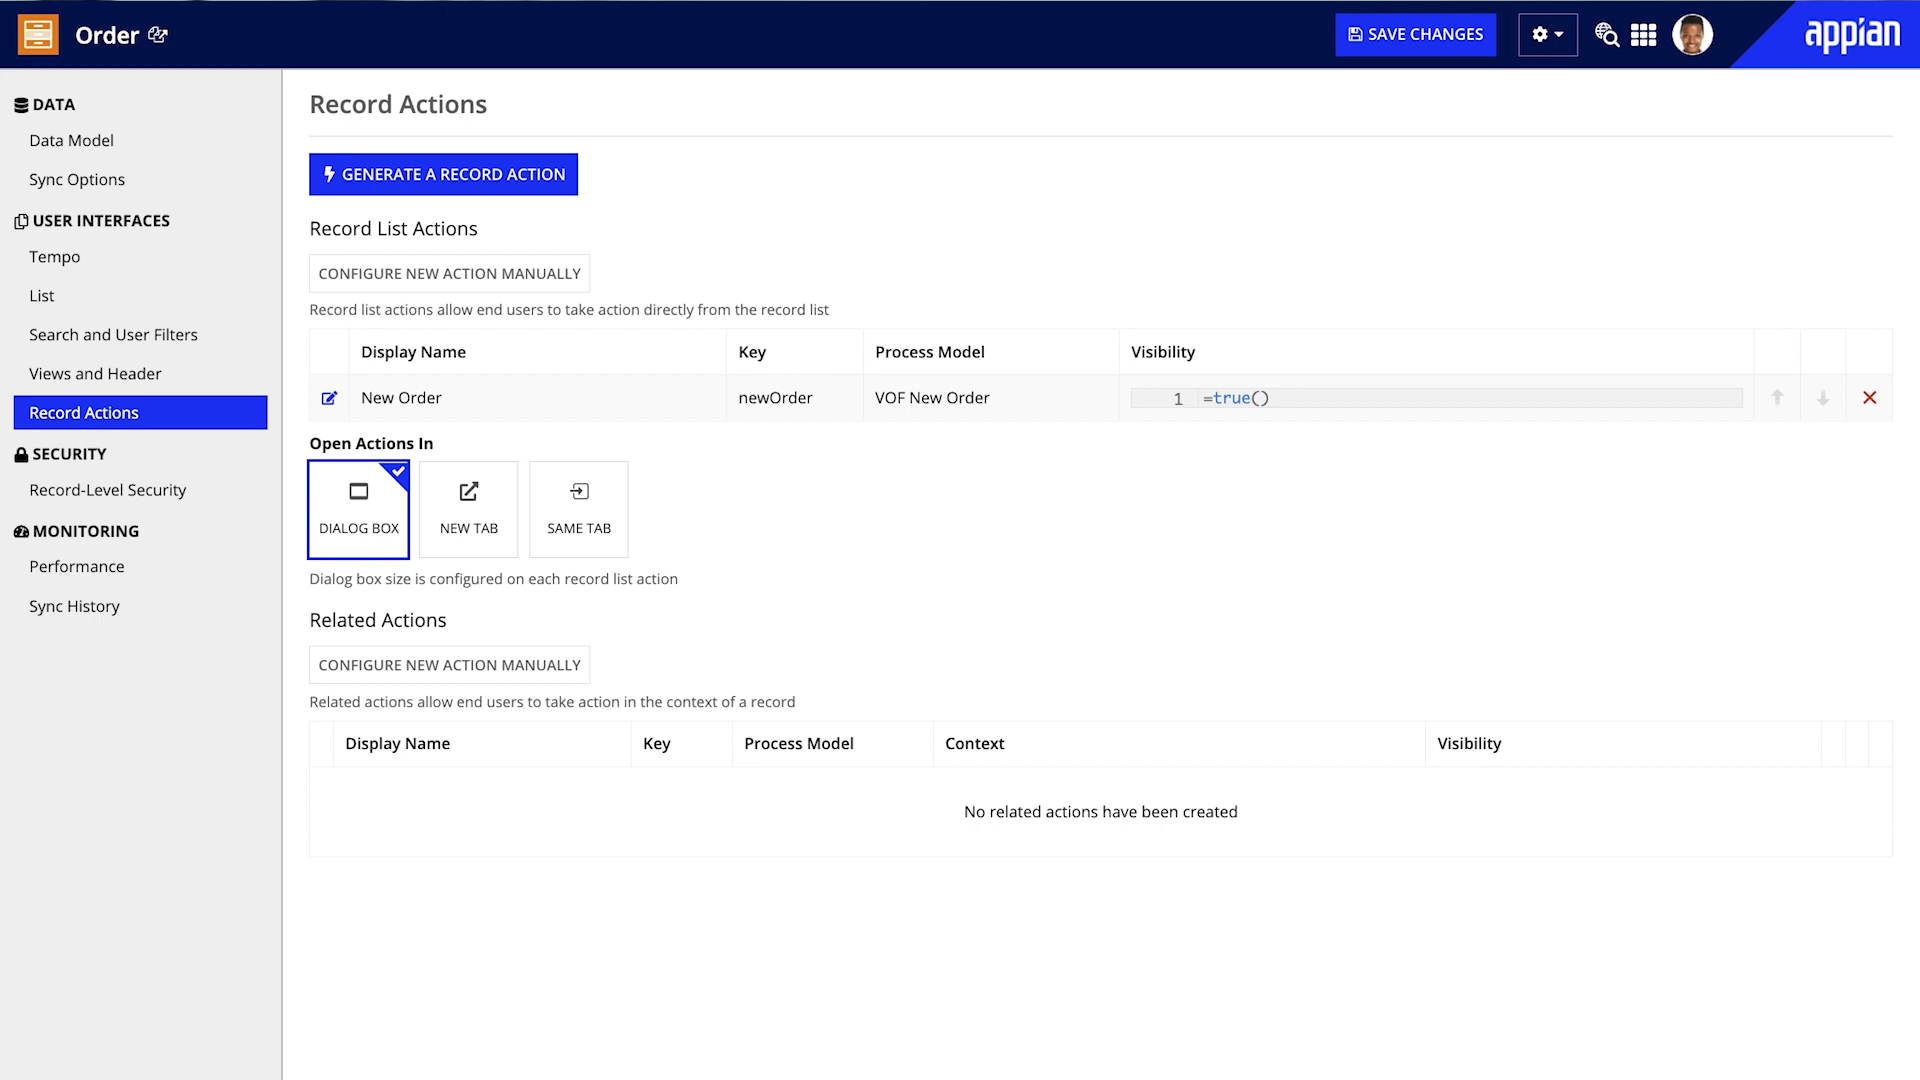 Order
SAVE CHANGES
appian
DATA
Data Model
Sync Options
USER INTERFACES
Tempo
List
Search and User Filters
Views and Header
Record Actions
SECURITY
Record-Level Security
MONITORING
Performance
Sync History
Record Actions
GENERATE A RECORD ACTION
Record List Actions
CONFIGURE NEW ACTION MANUALLY
Record list actions allow end users to take action directly from the record list
Display Name Key Process Model Visibility
New Order newOrder VOF New Order 1 =true()
Open Actions In
DIALOG BOX NEW TAB SAME TAB
Dialog box size is configured on each record list action
Related Actions
CONFIGURE NEW ACTION MANUALLY
Related actions allow end users to take action in the context of a record
Display Name Key Process Model Context Visibility
No related actions have been created